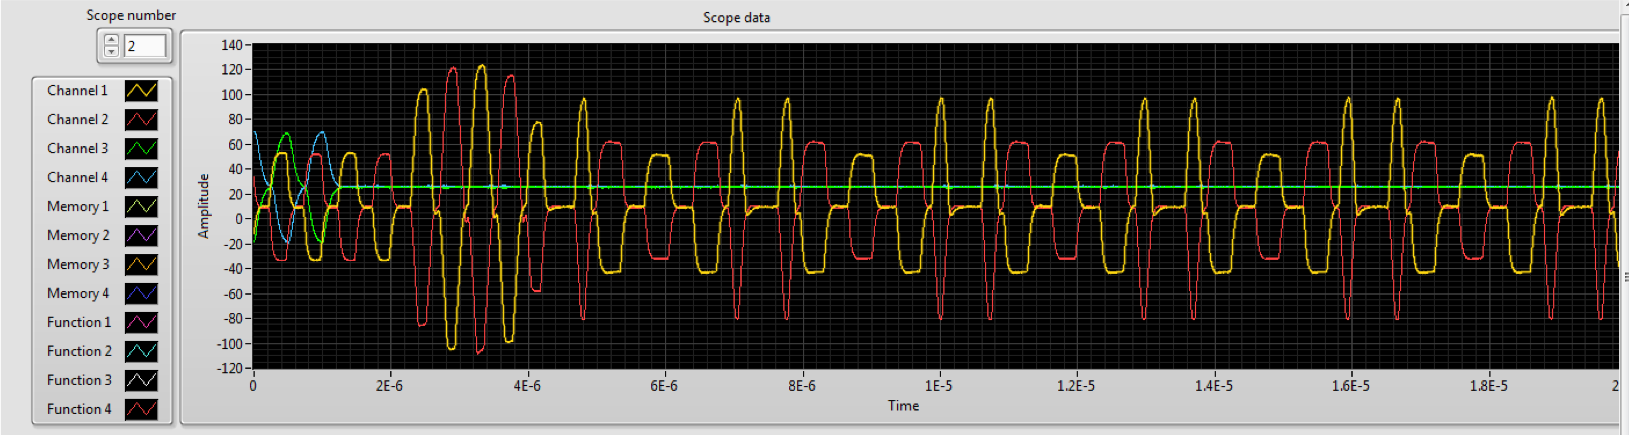 Scope number
2
Scope data
Channel 1
Channel 2
Channel 3
Channel 4
Memory 1
Memory 2
Memory 3
Memory 4
Function 1
Function 2
Function 3
Function 4
Amplitude
140
120
100
80
60
40
20
0
-20
-40
-60
-80
-100
-120
0 2E-6 4E-6 6E-6 8E-6 1E-5 1.2E-5 1.4E-5 1.6E-5 1.8E-5
Time